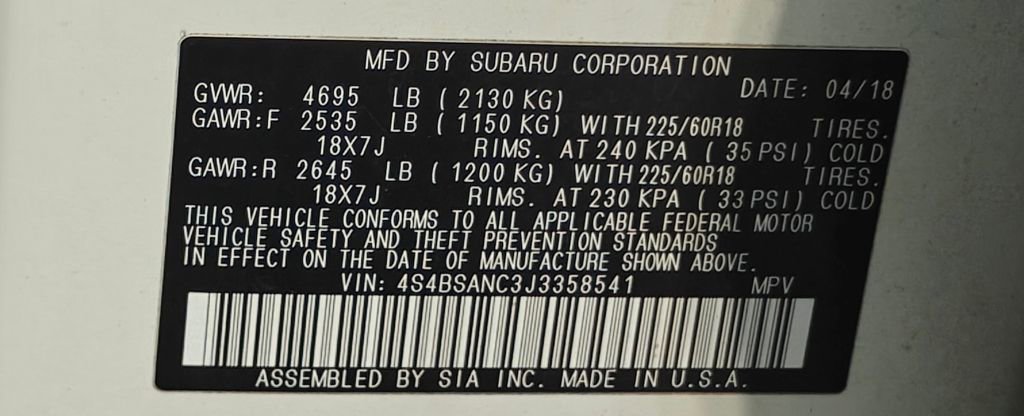 MFD BY SUBARU CORPORATION
DATE: 04/18
GVWR: 4695 LB ( 2130 KG)
GAWR:F 2535 LB ( 1150 KG) WITH 225/60R18 TIRES.
18X7J RIMS. AT 240 KPA ( 35 PSI) COLD
GAWR:R 2645 LB ( 1200 KG) WITH 225/60R18 TIRES.
18X7J RIMS. AT 230 KPA ( 33 PSI) COLD
THIS VEHICLE CONFORMS TO ALL APPLICABLE FEDERAL MOTOR
VEHICLE SAFETY AND THEFT PREVENTION STANDARDS
IN EFFECT ON THE DATE OF MANUFACTURE SHOWN ABOVE.
VIN: 4S4BSANC3J3358541 MPV
ASSEMBLED BY SIA INC. MADE IN U.S.A.